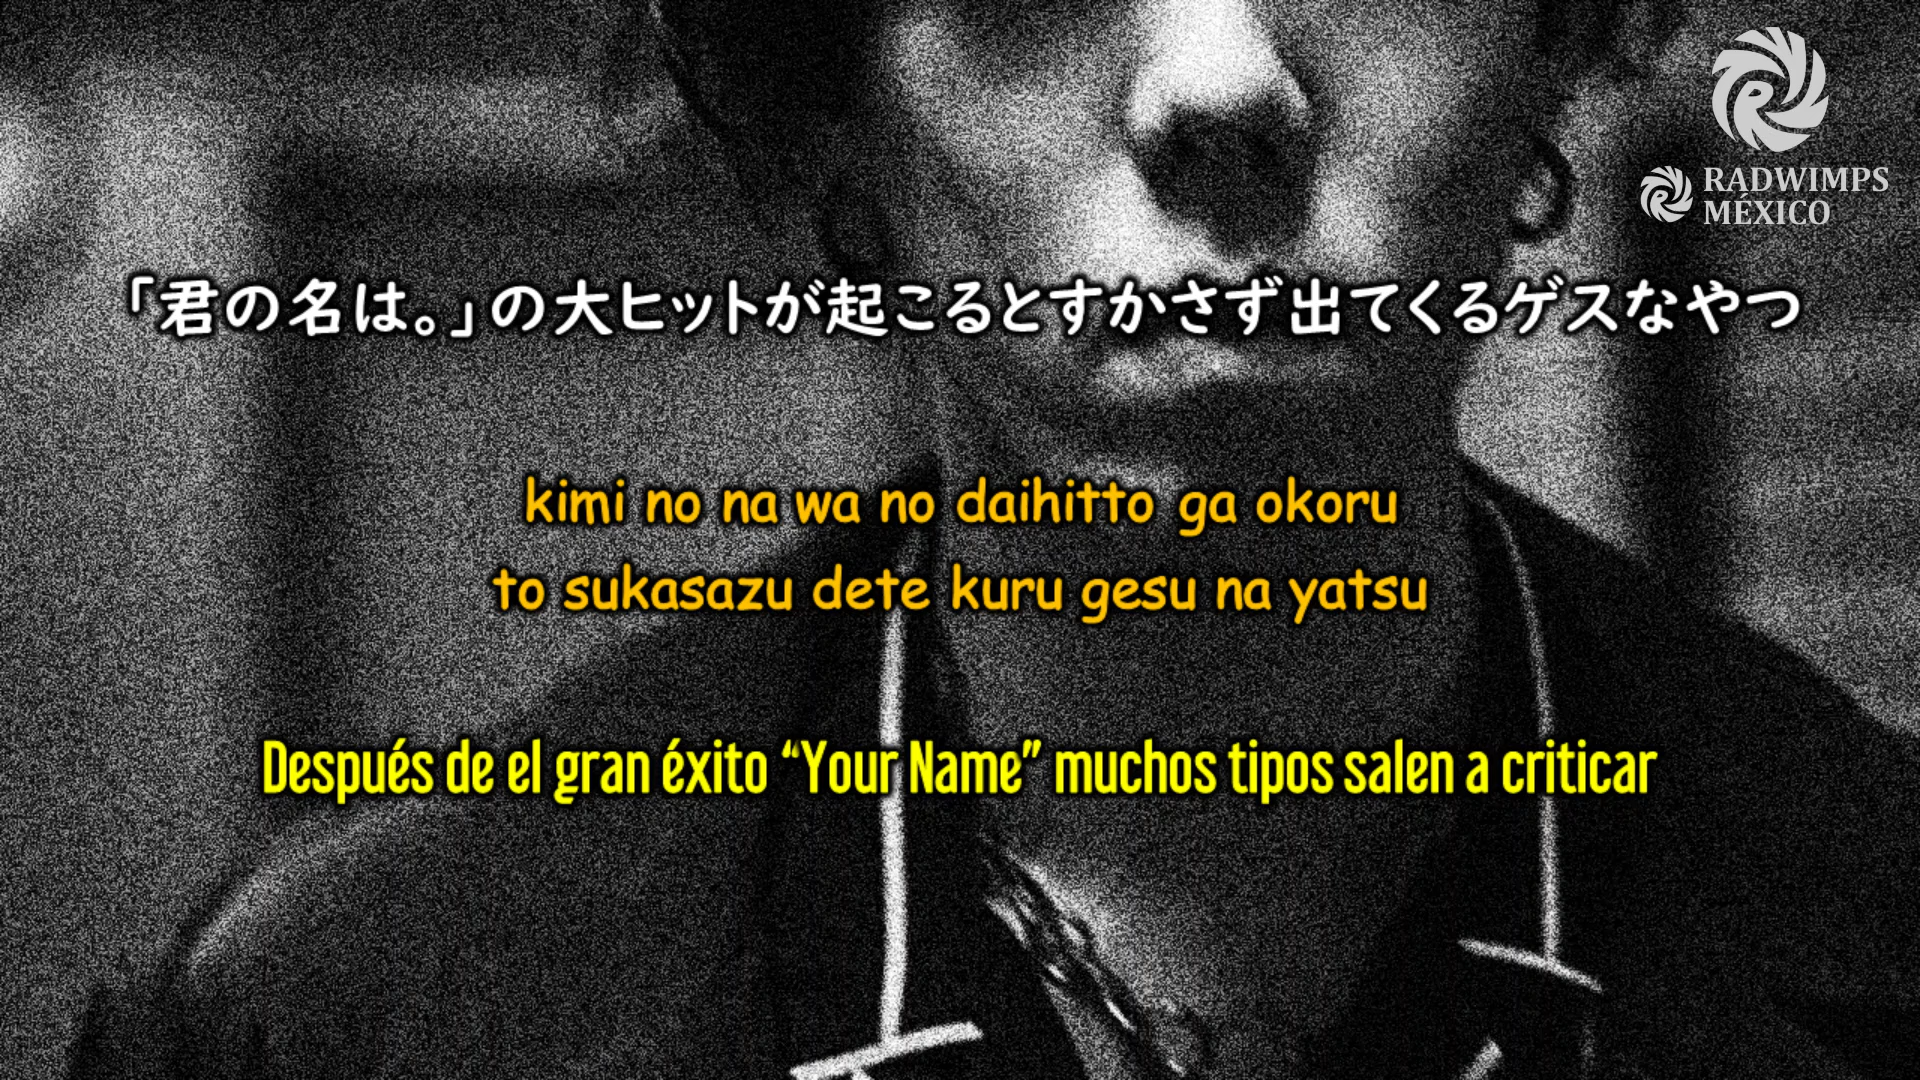 RADWIMPS
MÉXICO
「君の名は。」の大ヒットが起こるとすかさず出てくるゲスなやつ
kimi no na wa no daihitto ga okoru
to sukasazu dete kuru gesu na yatsu
Después de el gran éxito “Your Name” muchos tipos salen a criticar